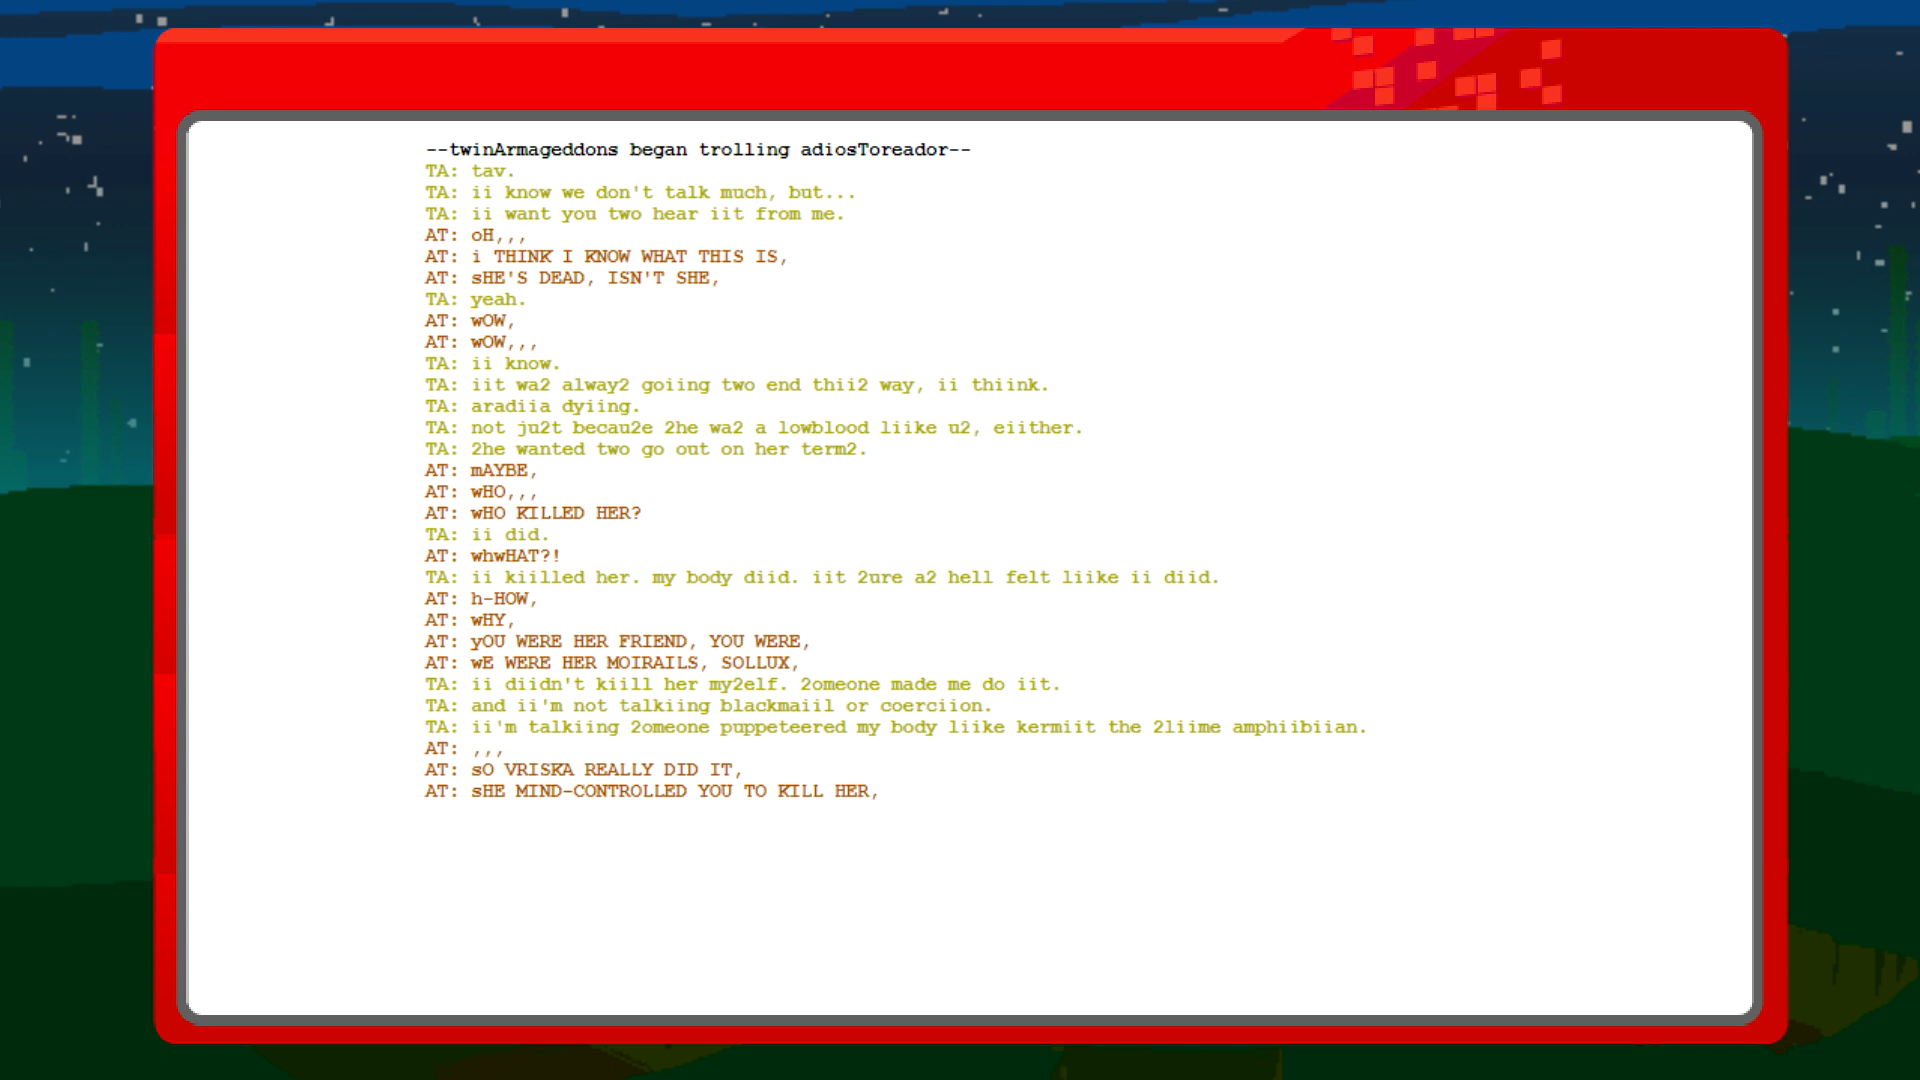 --twinArmageddons began trolling adiosToreador--
TA: tav.
TA: ii know we don't talk much, but...
TA: ii want you two hear iit from me.
AT: oH,,,
AT: i THINK I KNOW WHAT THIS IS,
AT: sHE'S DEAD, ISN'T SHE,
TA: yeah.
AT: wOW,
AT: wOW,,,
TA: ii know.
TA: iit wa2 alway2 goiing two end thii2 way, ii thiink.
TA: aradiia dyiing.
TA: not ju2t becau2e 2he wa2 a lowblood liike u2, eiither.
TA: 2he wanted two go out on her term2.
AT: mAYBE,
AT: wHO,,,
AT: wHO KILLED HER?
TA: ii did.
AT: whwHAT?!
TA: ii kiilled her. my body diid. iit 2ure a2 hell felt liike ii diid.
AT: h-HOW,
AT: wHY,
AT: yOU WERE HER FRIEND, YOU WERE,
AT: wE WERE HER MOIRAILS, SOLLUX,
TA: ii diidn't kiill her my2elf. 2omeone made me do iit.
TA: and ii'm not talkiing blackmaiil or coerciion.
TA: ii'm talkiing 2omeone puppeteered my body liike kermiit the 2liime amphiibiian.
AT: ,,,
AT: sO VRISKA REALLY DID IT,
AT: sHE MIND-CONTROLLED YOU TO KILL HER,